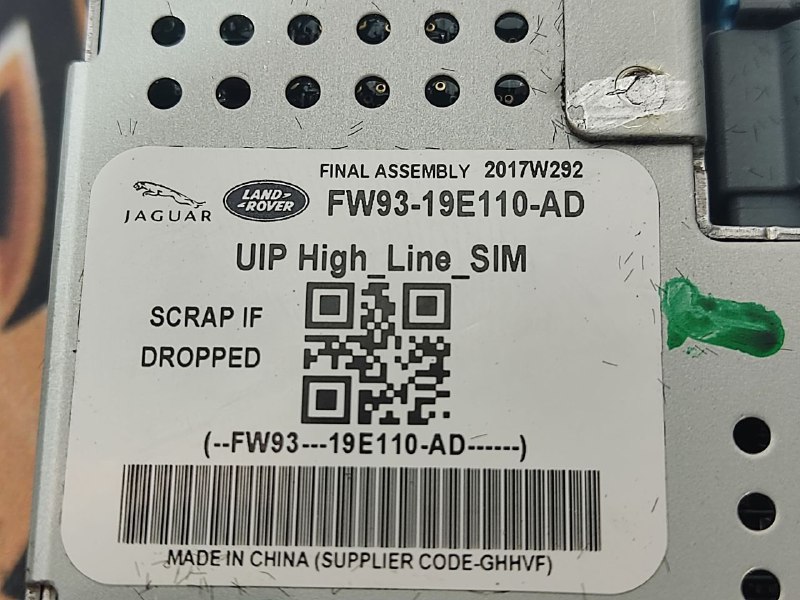 FINAL ASSEMBLY 2017W292
JAGUAR
LAND-
-ROVER
FW93-19E110-AD
UIP High_Line_SIM
SCRAP IF
DROPPED
(--FW93---19E110-AD------)
MADE IN CHINA (SUPPLIER CODE-GHHVF)